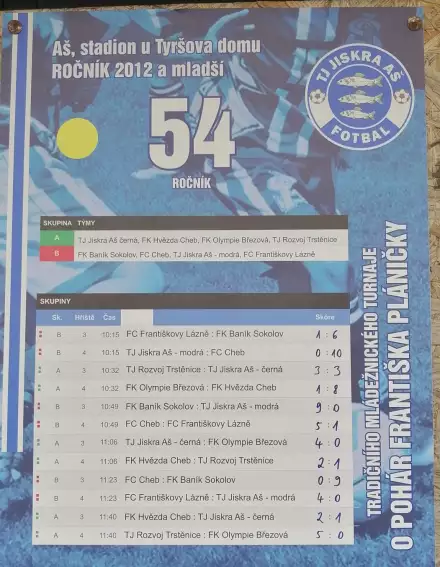 Aš, stadion u Tyršova domu
ROČNÍK 2012 a mladší
54
ROČNÍK
TJ JISKRA AŠ
FOTBAL
SKUPINA TÝMY
A TJ Jiskra Aš černá, FK Hvězda Cheb, FK Olympie Březová, TJ Rozvoj Trstěnice
B FK Baník Sokolov, FC Cheb, TJ Jiskra Aš - modrá, FC Františkovy Lázně
SKUPINY
Sk. Hřiště Čas Skóre
B 3 10:15 FC Františkovy Lázně : FK Baník Sokolov 1 : 6
B 4 10:15 TJ Jiskra Aš - modrá : FC Cheb 0 : 10
A 3 10:32 TJ Rozvoj Trstěnice : TJ Jiskra Aš - černá 3 : 3
A 4 10:32 FK Olympie Březová : FK Hvězda Cheb 1 : 8
B 3 10:49 FK Baník Sokolov : TJ Jiskra Aš - modrá 9 : 0
B 4 10:49 FC Cheb : FC Františkovy Lázně 5 : 1
A 3 11:06 TJ Jiskra Aš - černá : FK Olympie Březová 4 : 0
A 4 11:06 FK Hvězda Cheb : TJ Rozvoj Trstěnice 2 : 1
B 3 11:23 FC Cheb : FK Baník Sokolov 0 : 9
B 4 11:23 FC Františkovy Lázně : TJ Jiskra Aš - modrá 4 : 0
A 3 11:40 FK Hvězda Cheb : TJ Jiskra Aš - černá 2 : 1
A 4 11:40 TJ Rozvoj Trstěnice : FK Olympie Březová 5 : 0
TRADIČNÍHO MLÁDEŽNICKÉHO TURNAJE
O POHÁR FRANTIŠKA PLÁNIČKY